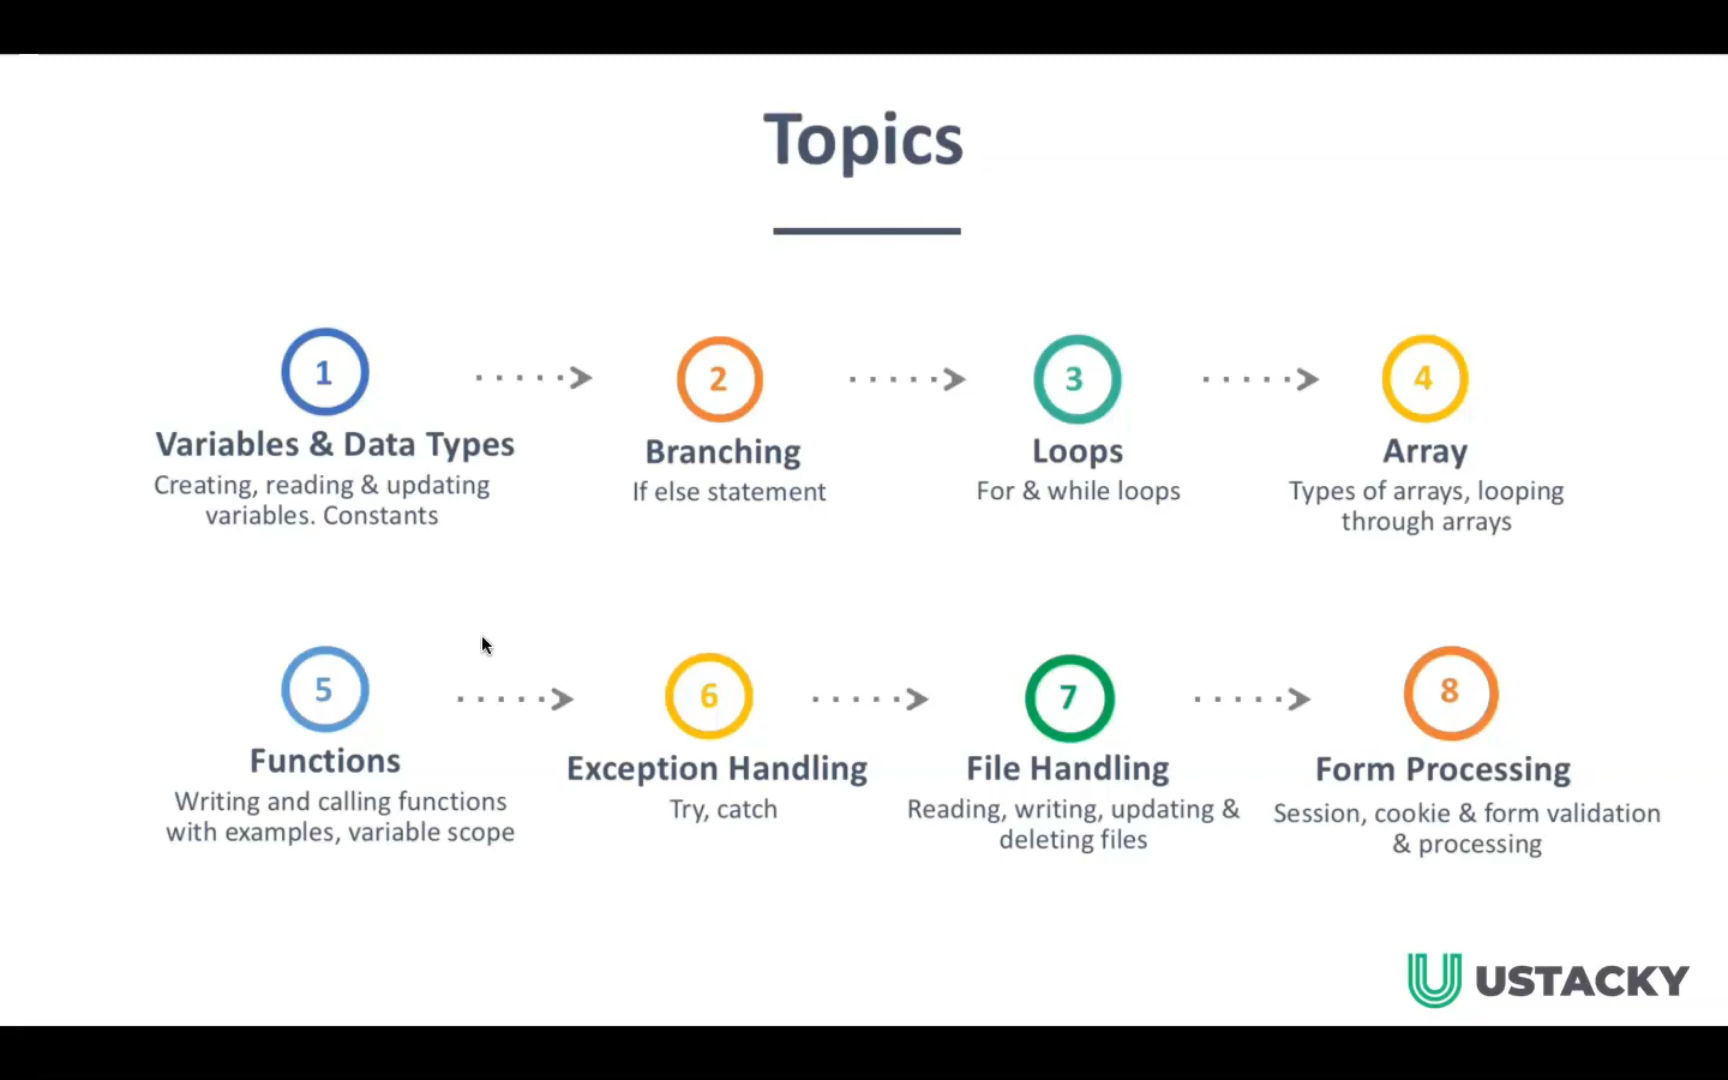 Topics
1
Variables & Data Types
Creating, reading & updating
variables. Constants
2
Branching
If else statement
3
Loops
For & while loops
4
Array
Types of arrays, looping
through arrays
5
Functions
Writing and calling functions
with examples, variable scope
6
Exception Handling
Try, catch
7
File Handling
Reading, writing, updating &
deleting files
8
Form Processing
Session, cookie & form validation
& processing
USTACKY